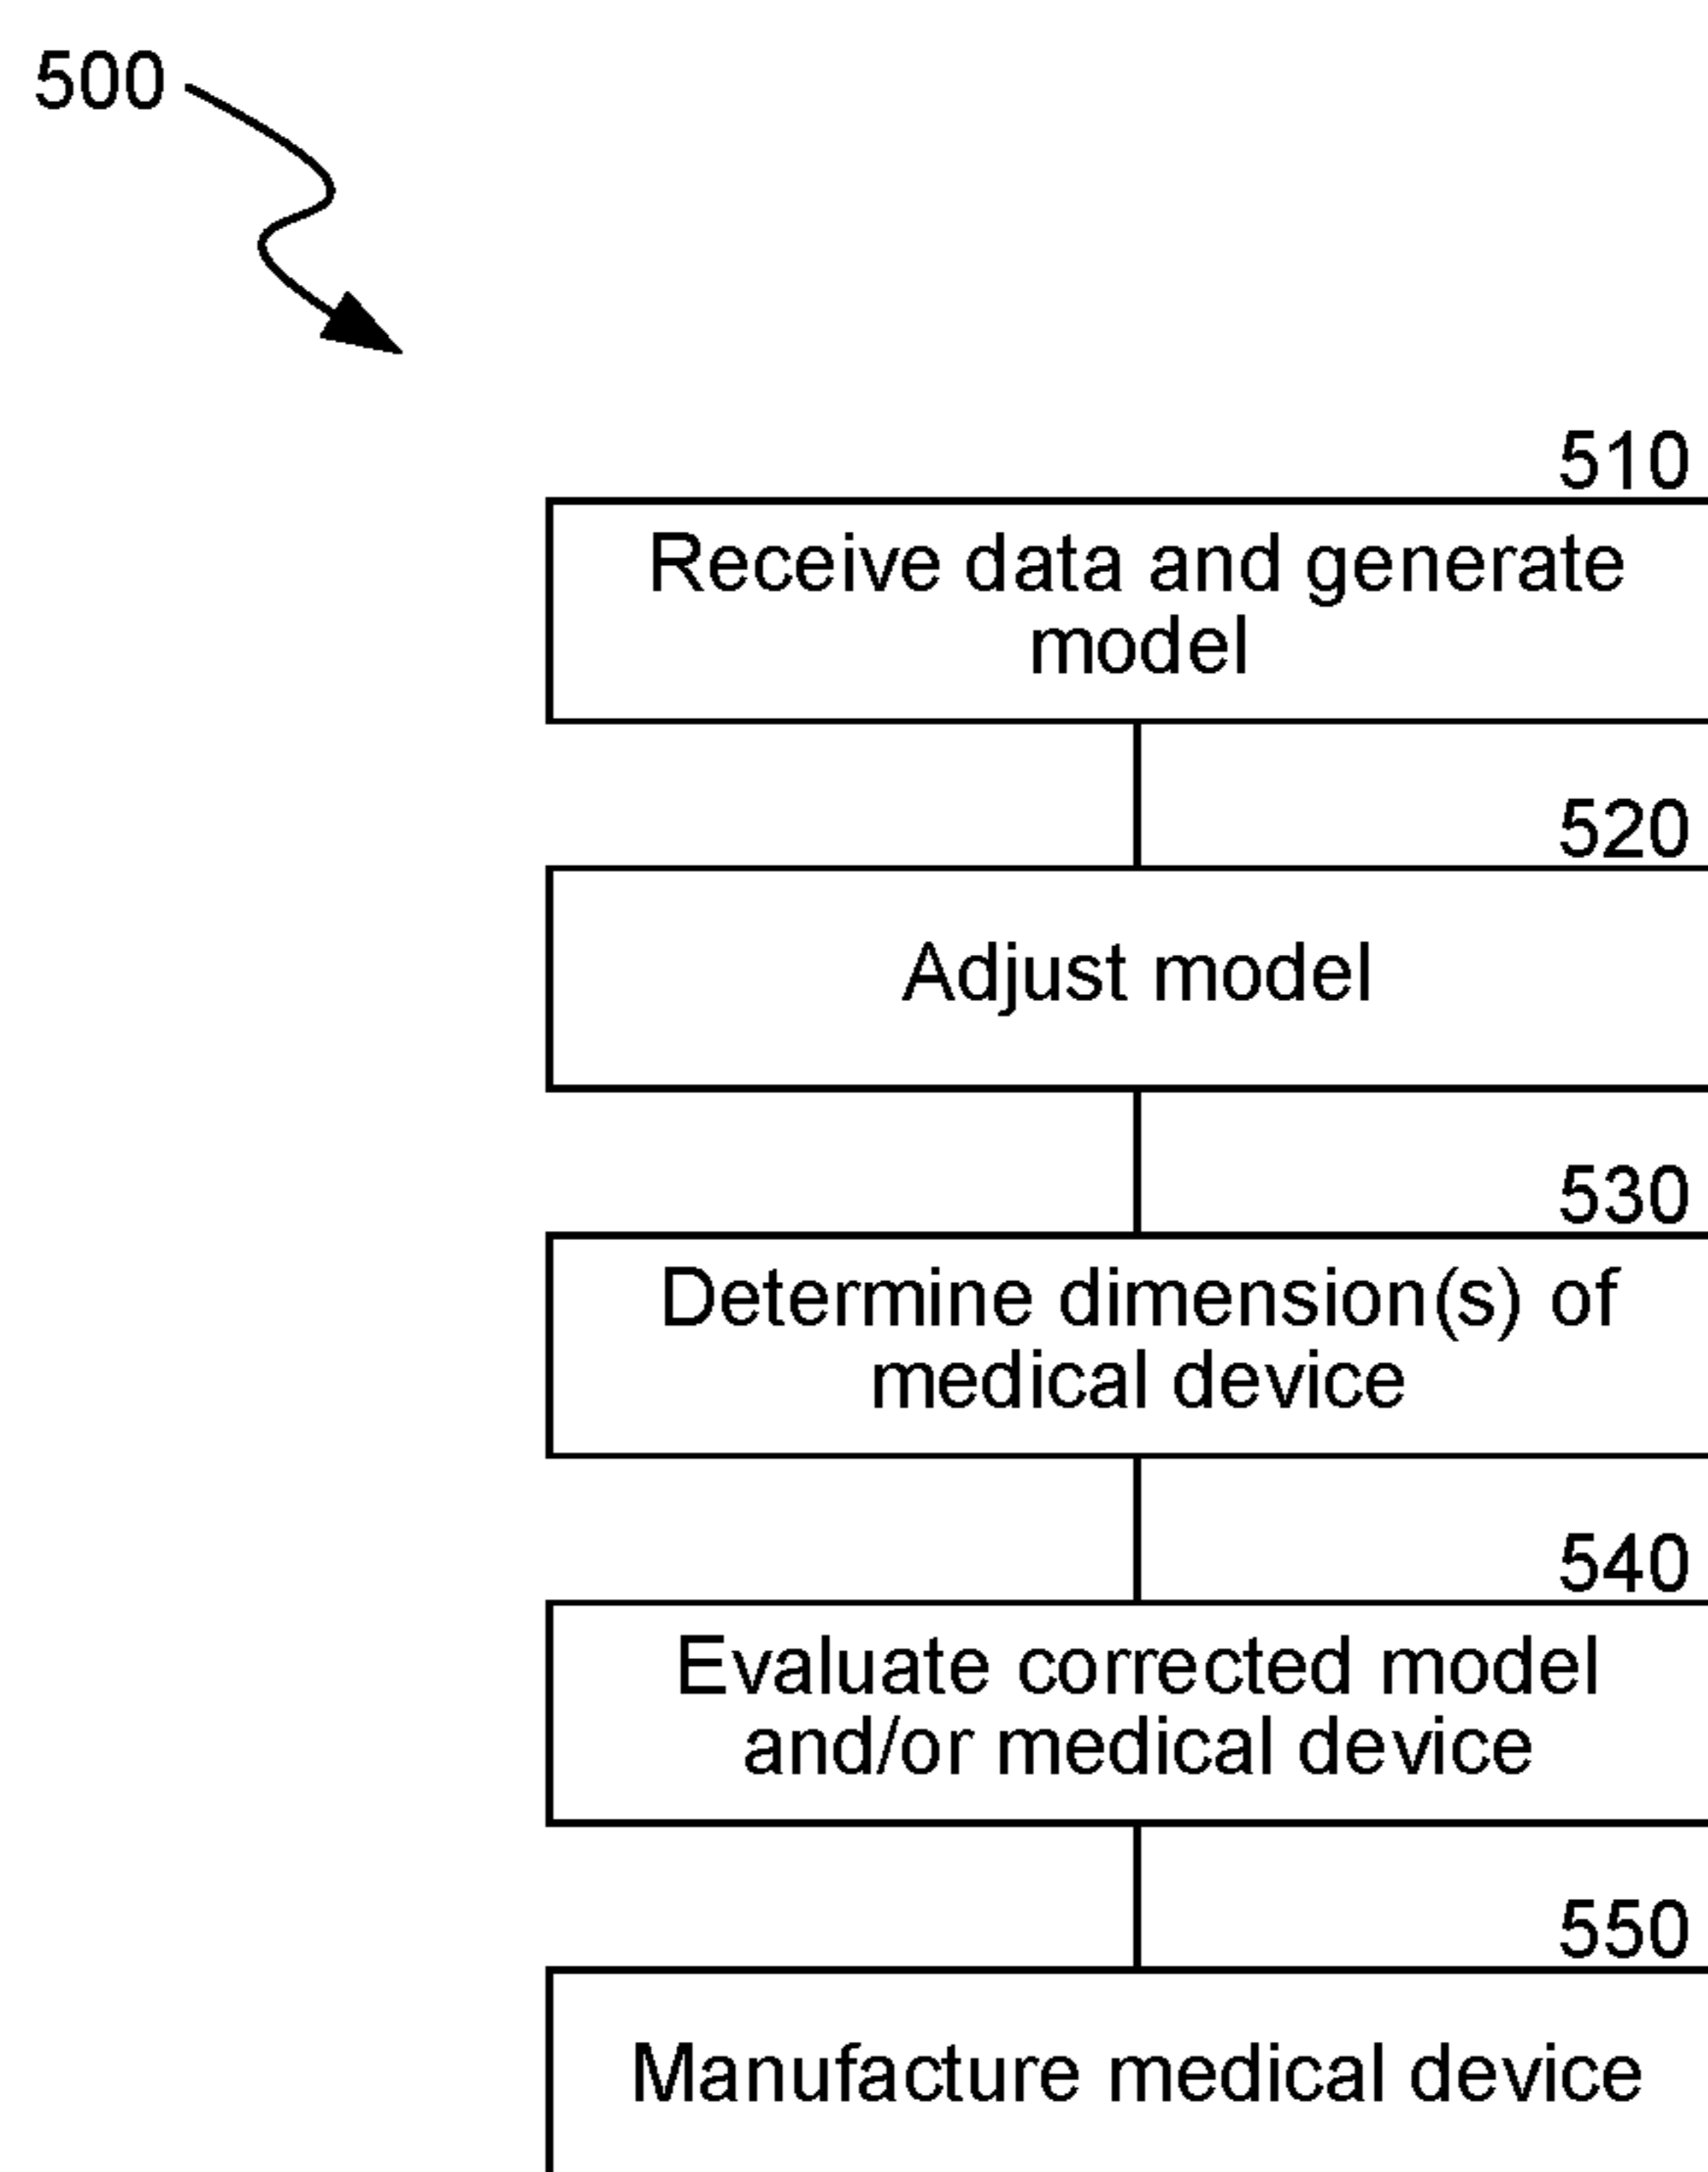 500
510
Receive data and generate
model
520
Adjust model
530
Determine dimension(s) of
medical device
540
Evaluate corrected model
and/or medical device
550
Manufacture medical device